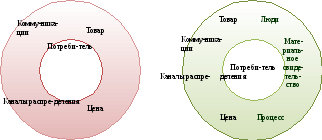 Коммуника-
ции
Товар
Потреби-тель
Каналы распре-деления
Цена
Товар
Люди
Коммуника-
ции
Мате-
риаль-
ное
свиде-
тель-
ство
Потреби-тель
Каналы распре-
деления
Цена
Процесс